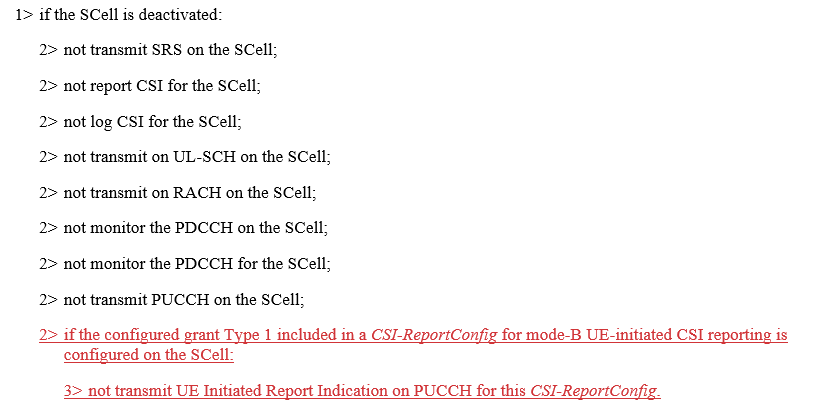 1> if the SCell is deactivated:
2> not transmit SRS on the SCell;
2> not report CSI for the SCell;
2> not log CSI for the SCell;
2> not transmit on UL-SCH on the SCell;
2> not transmit on RACH on the SCell;
2> not monitor the PDCCH on the SCell;
2> not monitor the PDCCH for the SCell;
2> not transmit PUCCH on the SCell;
2> if the configured grant Type 1 included in a CSI-ReportConfig for mode-B UE-initiated CSI reporting is
configured on the SCell:
3> not transmit UE Initiated Report Indication on PUCCH for this CSI-ReportConfig.